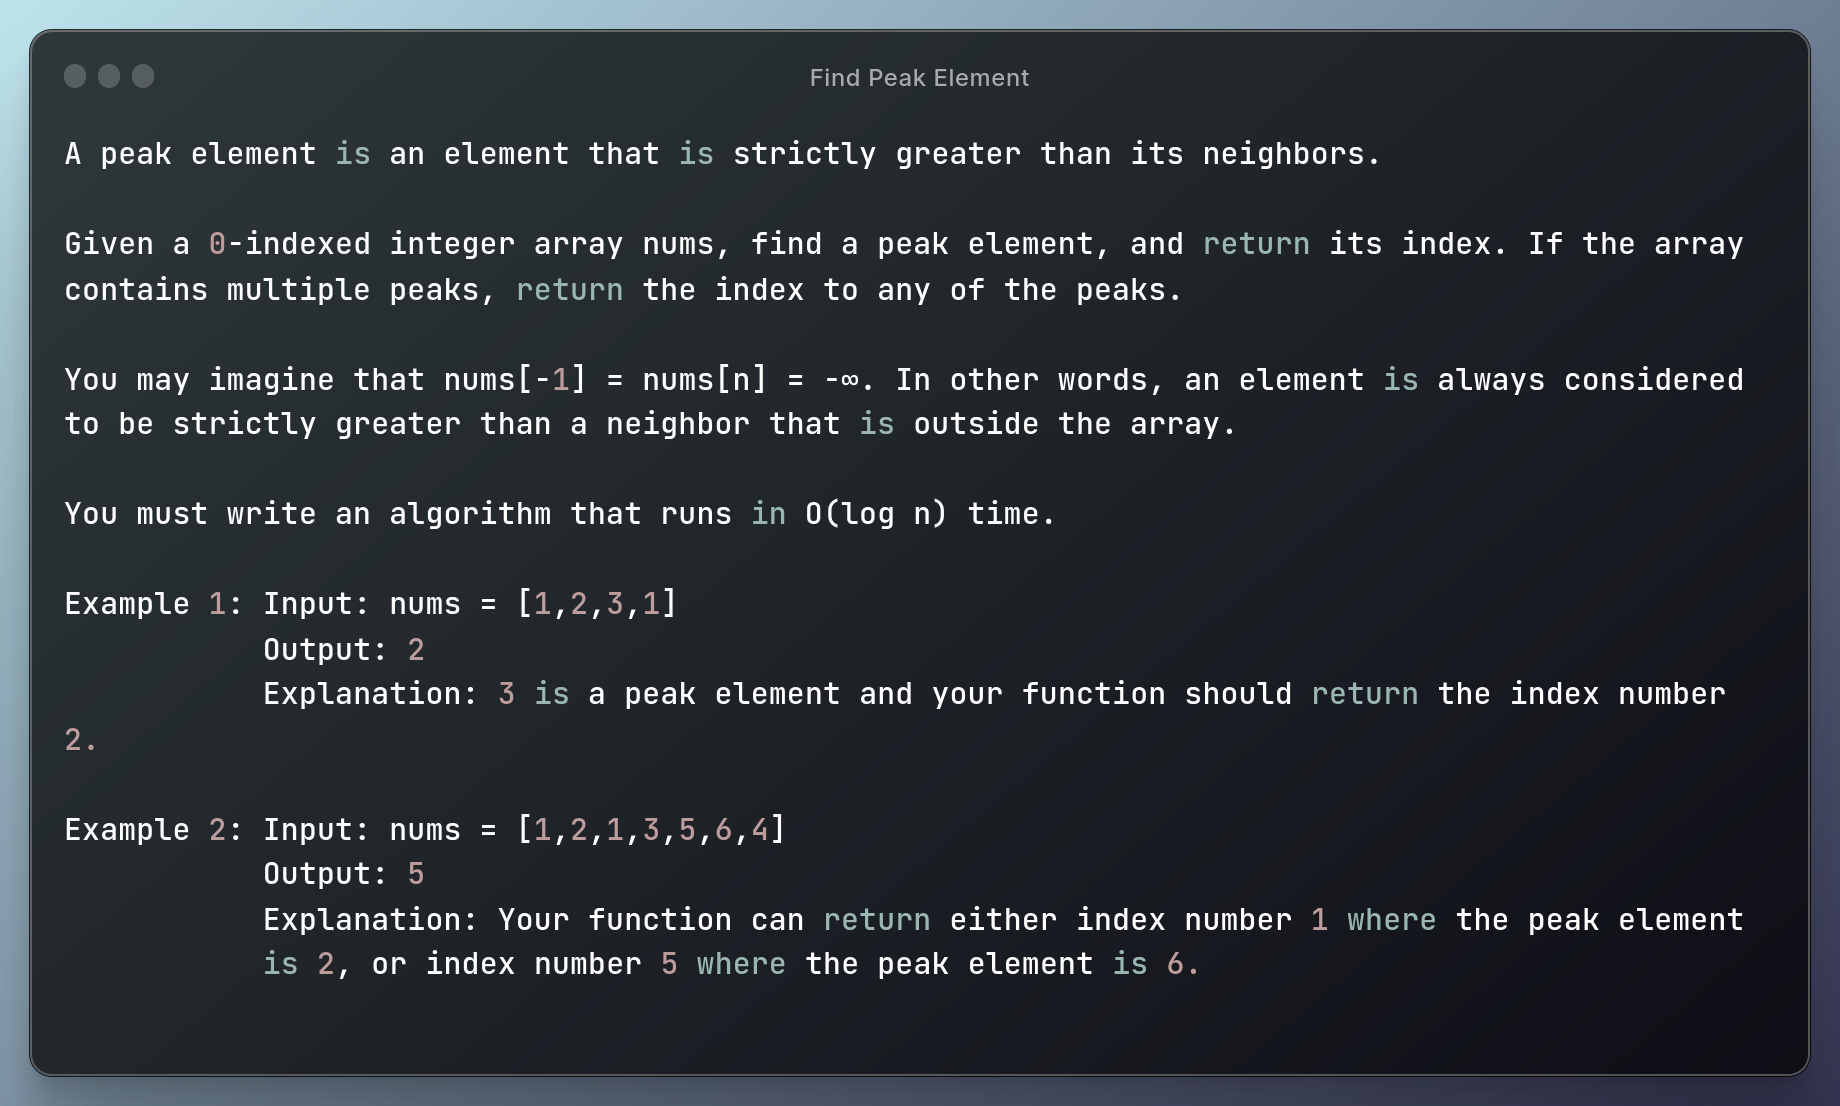 Find Peak Element
A peak element is an element that is strictly greater than its neighbors.
Given a 0-indexed integer array nums, find a peak element, and return its index. If the array
contains multiple peaks, return the index to any of the peaks.
You may imagine that nums[-1] = nums[n] = -∞. In other words, an element is always considered
to be strictly greater than a neighbor that is outside the array.
You must write an algorithm that runs in O(log n) time.
Example 1: Input: nums = [1,2,3,1]
Output: 2
Explanation: 3 is a peak element and your function should return the index number
2.
Example 2: Input: nums = [1,2,1,3,5,6,4]
Output: 5
Explanation: Your function can return either index number 1 where the peak element
is 2, or index number 5 where the peak element is 6.